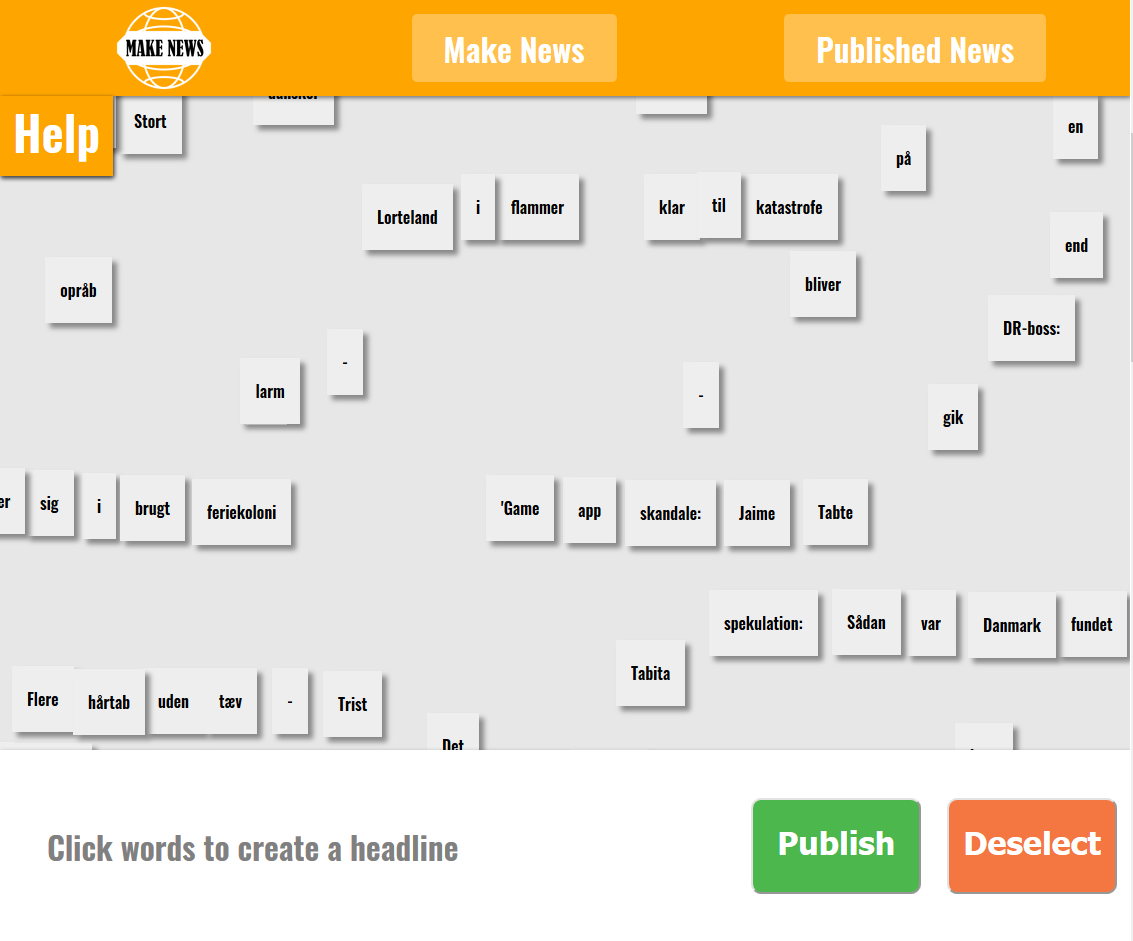 MAKE NEWS
Make News
Published News
Help
Stort
en
på
Lorteland i flammer
klar til katastrofe
end
bliver
opråb
DR-boss:
-
larm
-
gik
er sig i brugt feriekoloni
'Game app skandale: Jaime Tabte
spekulation: Sådan var Danmark fundet
Tabita
Flere hårtab uden tæv - Trist
Det
Click words to create a headline
Publish
Deselect